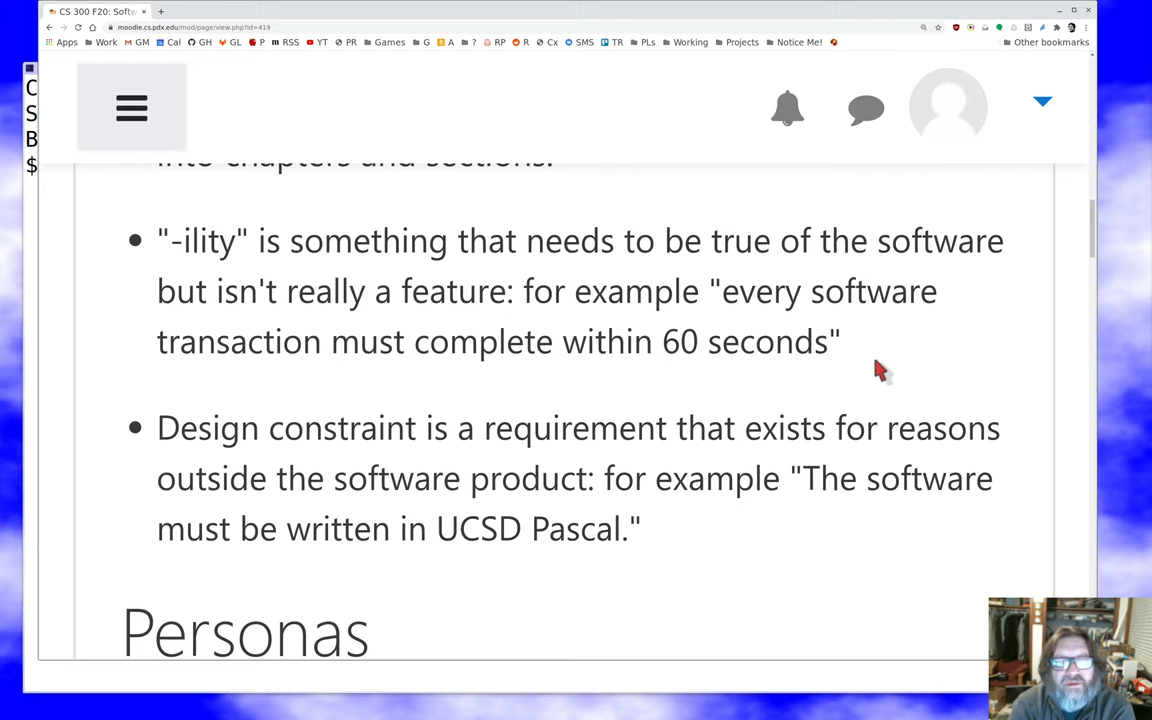 CS 300 F20: Softw
moodle.cs.pdx.edu/mod/page/view.php?id=419
Apps Work GM Cal GH GL P RSS YT PR Games G A ? RP R Cx SMS TR PLs Working Projects Notice Me! Other bookmarks
C
S
B
$
into chapters and sections.
"-ility" is something that needs to be true of the software
but isn't really a feature: for example "every software
transaction must complete within 60 seconds"
Design constraint is a requirement that exists for reasons
outside the software product: for example "The software
must be written in UCSD Pascal."
Personas